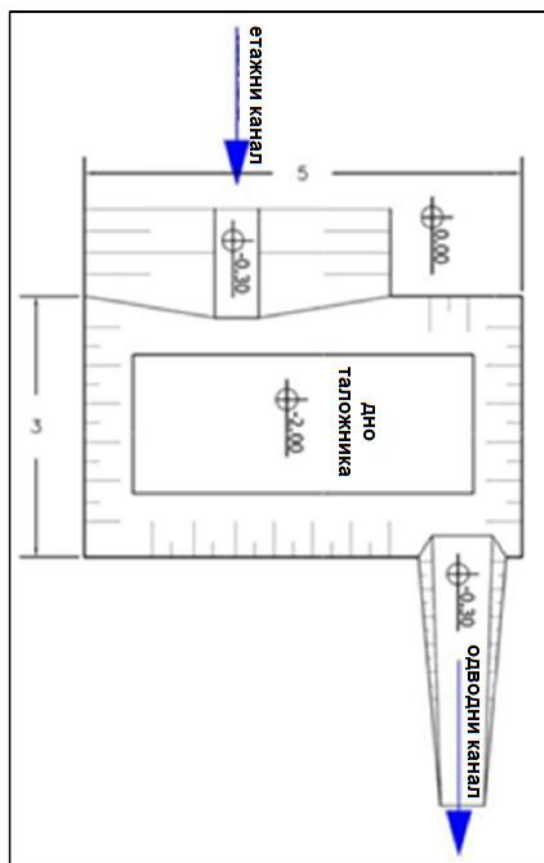 етажни канал
5
-0.30
0.00
3
дно
таложника
-2.00
-0.30
одводни канал